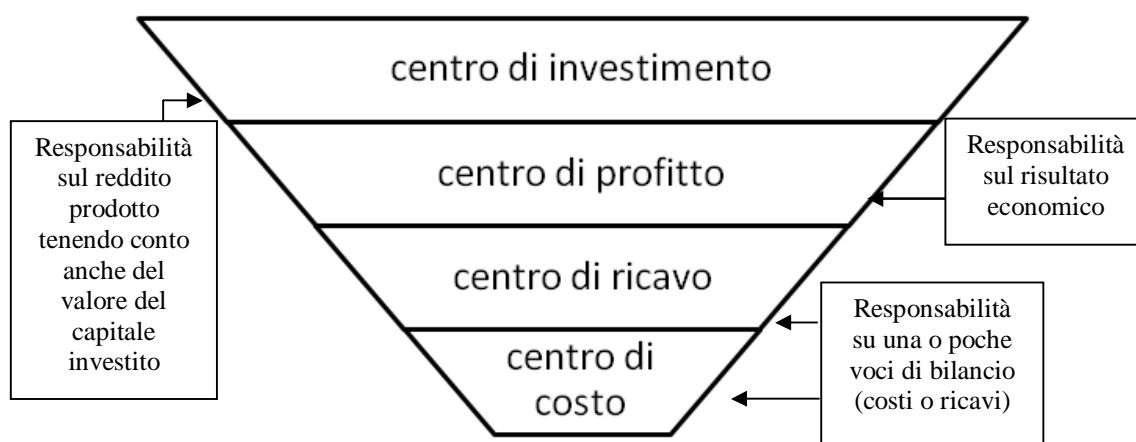 centro di investimento
Responsabilità
sul reddito
prodotto
tenendo conto
anche del
valore del
capitale
investito
centro di profitto
Responsabilità
sul risultato
economico
centro di ricavo
centro di
costo
Responsabilità
su una o poche
voci di bilancio
(costi o ricavi)